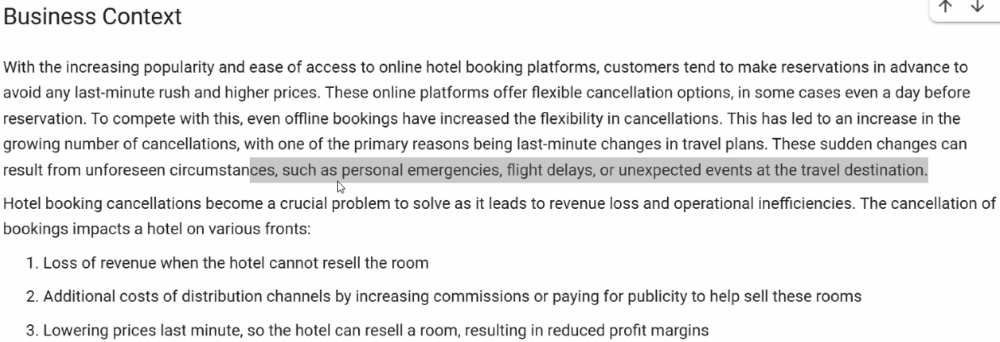 Business Context
With the increasing popularity and ease of access to online hotel booking platforms, customers tend to make reservations in advance to
avoid any last-minute rush and higher prices. These online platforms offer flexible cancellation options, in some cases even a day before
reservation. To compete with this, even offline bookings have increased the flexibility in cancellations. This has led to an increase in the
growing number of cancellations, with one of the primary reasons being last-minute changes in travel plans. These sudden changes can
result from unforeseen circumstances, such as personal emergencies, flight delays, or unexpected events at the travel destination.
Hotel booking cancellations become a crucial problem to solve as it leads to revenue loss and operational inefficiencies. The cancellation of
bookings impacts a hotel on various fronts:
1. Loss of revenue when the hotel cannot resell the room
2. Additional costs of distribution channels by increasing commissions or paying for publicity to help sell these rooms
3. Lowering prices last minute, so the hotel can resell a room, resulting in reduced profit margins